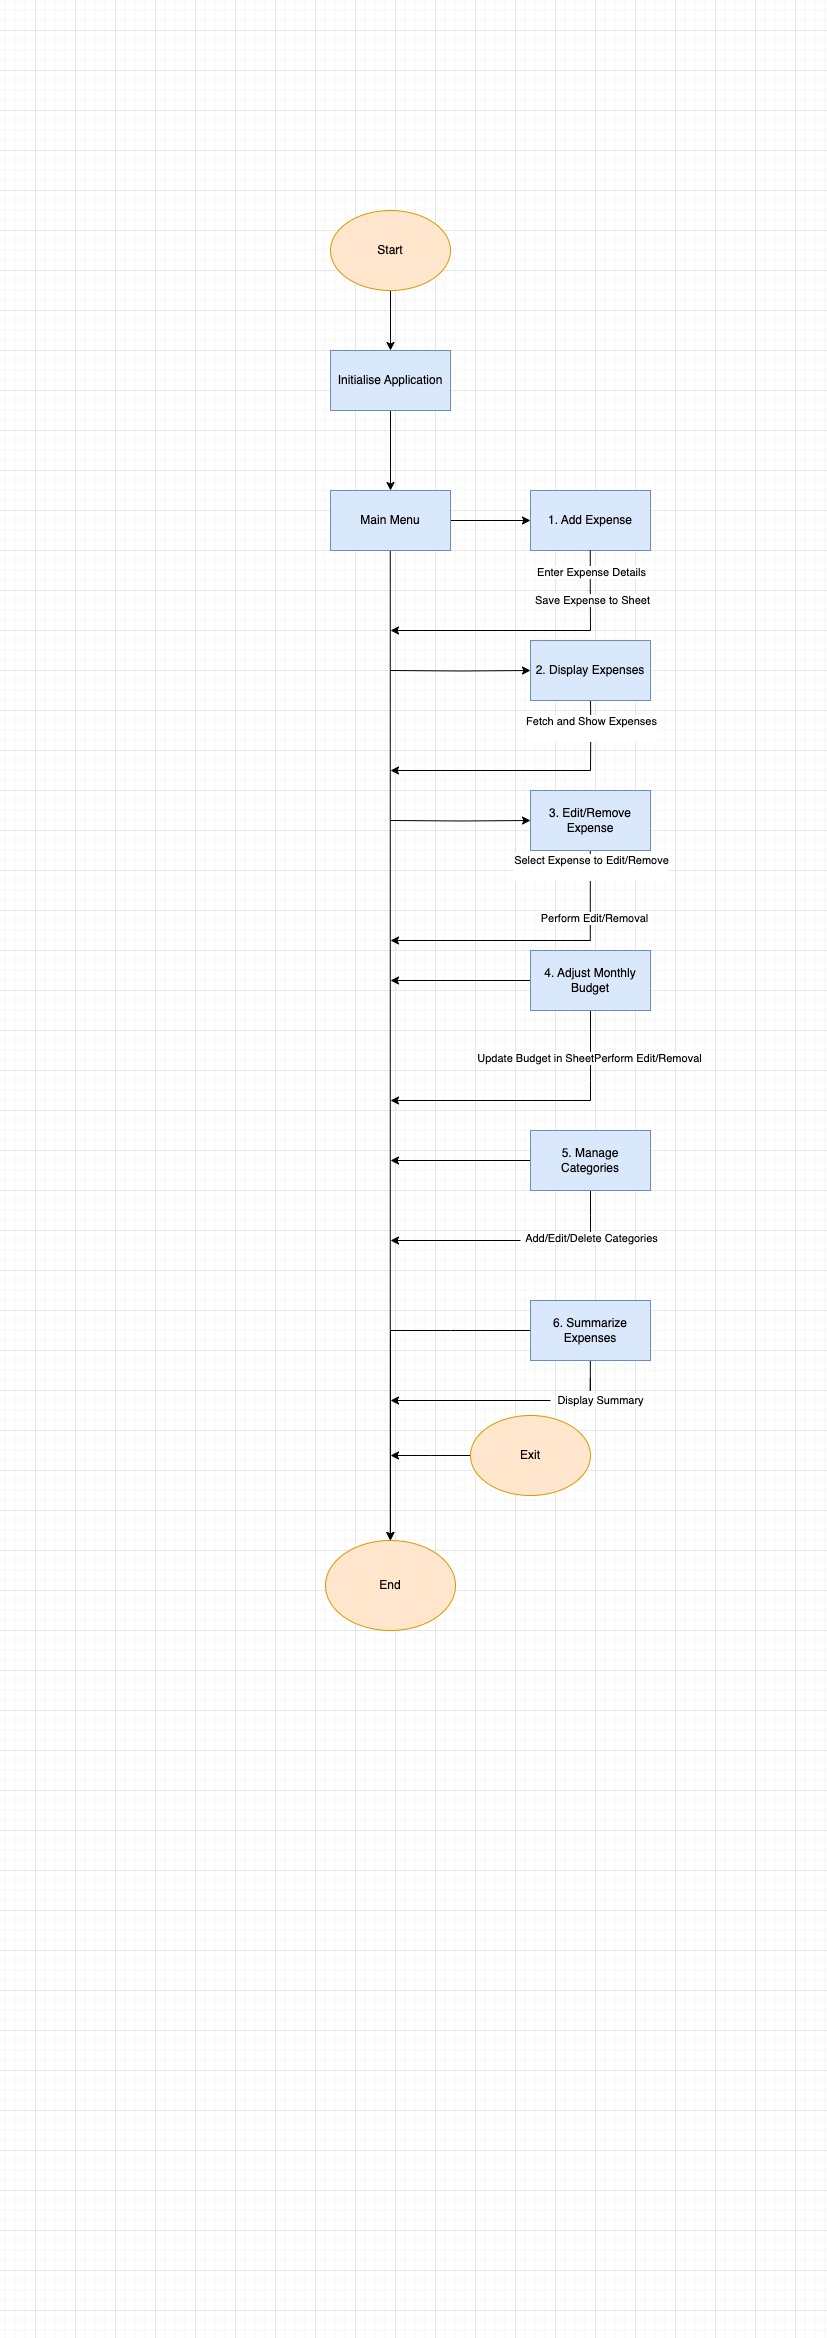 Start
Initialise Application
Main Menu
1. Add Expense
Enter Expense Details
Save Expense to Sheet
2. Display Expenses
Fetch and Show Expenses
3. Edit/Remove
Expense
Select Expense to Edit/Remove
Perform Edit/Removal
4. Adjust Monthly
Budget
Update Budget in SheetPerform Edit/Removal
5. Manage
Categories
Add/Edit/Delete Categories
6. Summarize
Expenses
Display Summary
Exit
End